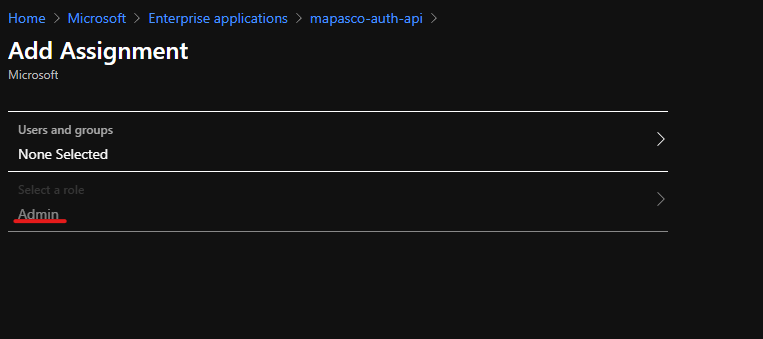 Home > Microsoft > Enterprise applications > mapasco-auth-api >
Add Assignment
Microsoft
Users and groups
None Selected
Select a role
Admin